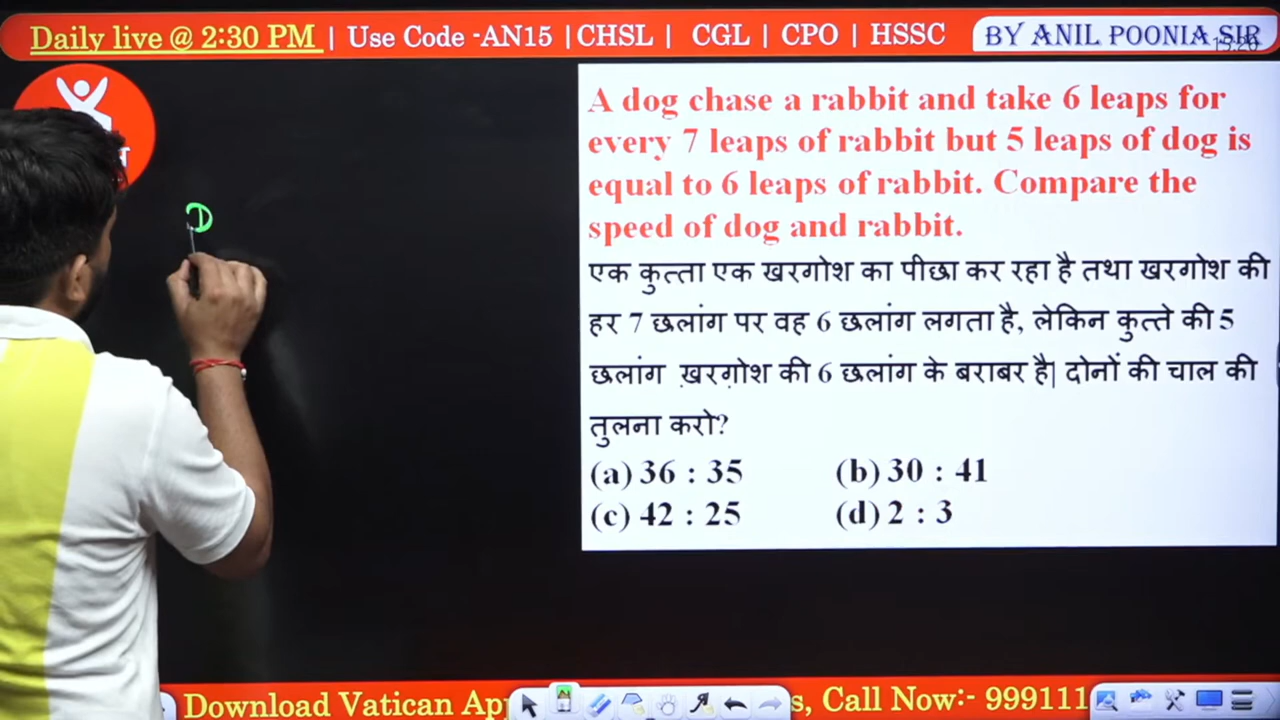 Daily live @ 2:30 PM | Use Code -AN15 |CHSL | CGL | CPO | HSSC
BY ANIL POONIA SIR
15:26
A dog chase a rabbit and take 6 leaps for
every 7 leaps of rabbit but 5 leaps of dog is
equal to 6 leaps of rabbit. Compare the
speed of dog and rabbit.
एक कुत्ता एक खरगोश का पीछा कर रहा है तथा खरगोश की
हर 7 छलांग पर वह 6 छलांग लगता है, लेकिन कुत्ते की 5
छलांग ख़रग़ोश की 6 छलांग के बराबर है| दोनों की चाल की
तुलना करो?
(a) 36 : 35 (b) 30 : 41
(c) 42 : 25 (d) 2 : 3
D
Download Vatican Ap
s, Call Now:- 999111